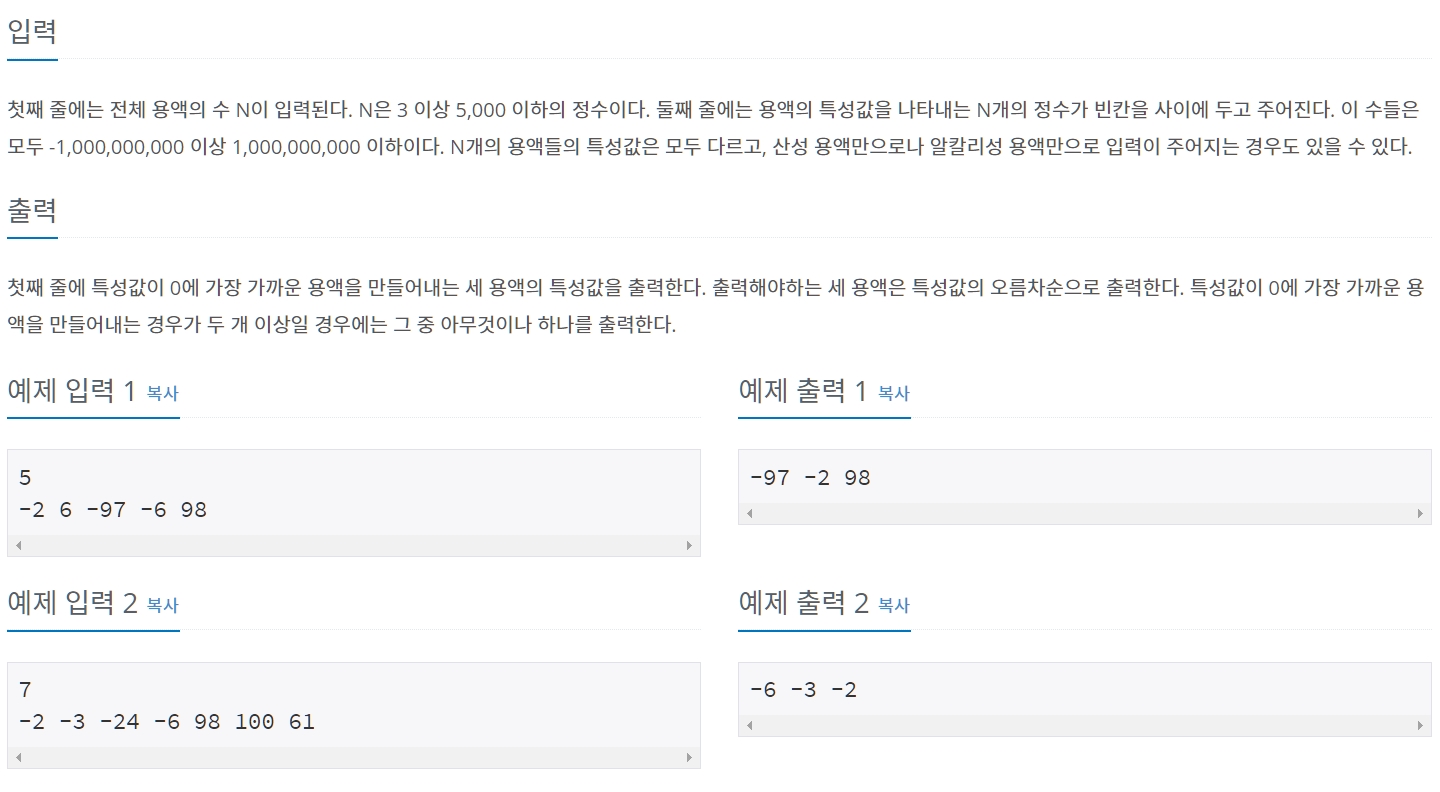 입력
첫째 줄에는 전체 용액의 수 N이 입력된다. N은 3 이상 5,000 이하의 정수이다. 둘째 줄에는 용액의 특성값을 나타내는 N개의 정수가 빈칸을 사이에 두고 주어진다. 이 수들은
모두 -1,000,000,000 이상 1,000,000,000 이하이다. N개의 용액들의 특성값은 모두 다르고, 산성 용액만으로나 알칼리성 용액만으로 입력이 주어지는 경우도 있을 수 있다.
출력
첫째 줄에 특성값이 0에 가장 가까운 용액을 만들어내는 세 용액의 특성값을 출력한다. 출력해야하는 세 용액은 특성값의 오름차순으로 출력한다. 특성값이 0에 가장 가까운 용
액을 만들어내는 경우가 두 개 이상일 경우에는 그 중 아무것이나 하나를 출력한다.
예제 입력 1 복사
5
-2 6 -97 -6 98
예제 출력 1 복사
-97 -2 98
예제 입력 2 복사
7
-2 -3 -24 -6 98 100 61
예제 출력 2 복사
-6 -3 -2